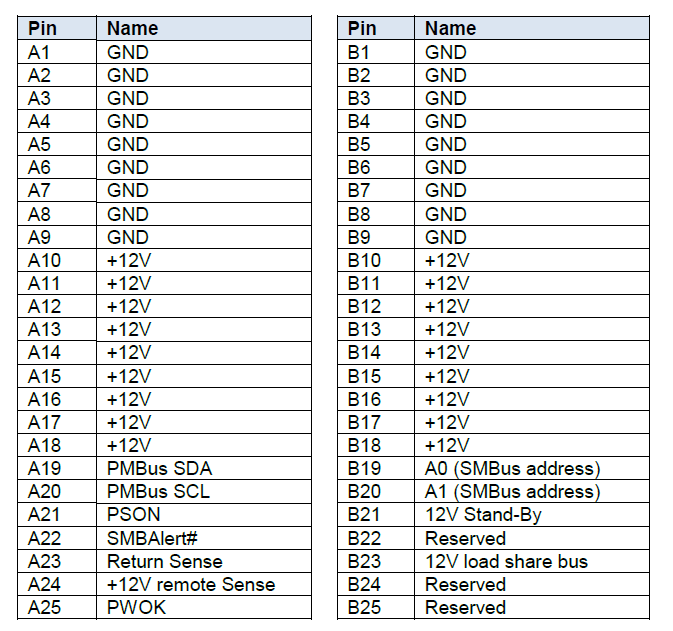 Pin Name
A1 GND
A2 GND
A3 GND
A4 GND
A5 GND
A6 GND
A7 GND
A8 GND
A9 GND
A10 +12V
A11 +12V
A12 +12V
A13 +12V
A14 +12V
A15 +12V
A16 +12V
A17 +12V
A18 +12V
A19 PMBus SDA
A20 PMBus SCL
A21 PSON
A22 SMBAlert#
A23 Return Sense
A24 +12V remote Sense
A25 PWOK
Pin Name
B1 GND
B2 GND
B3 GND
B4 GND
B5 GND
B6 GND
B7 GND
B8 GND
B9 GND
B10 +12V
B11 +12V
B12 +12V
B13 +12V
B14 +12V
B15 +12V
B16 +12V
B17 +12V
B18 +12V
B19 A0 (SMBus address)
B20 A1 (SMBus address)
B21 12V Stand-By
B22 Reserved
B23 12V load share bus
B24 Reserved
B25 Reserved